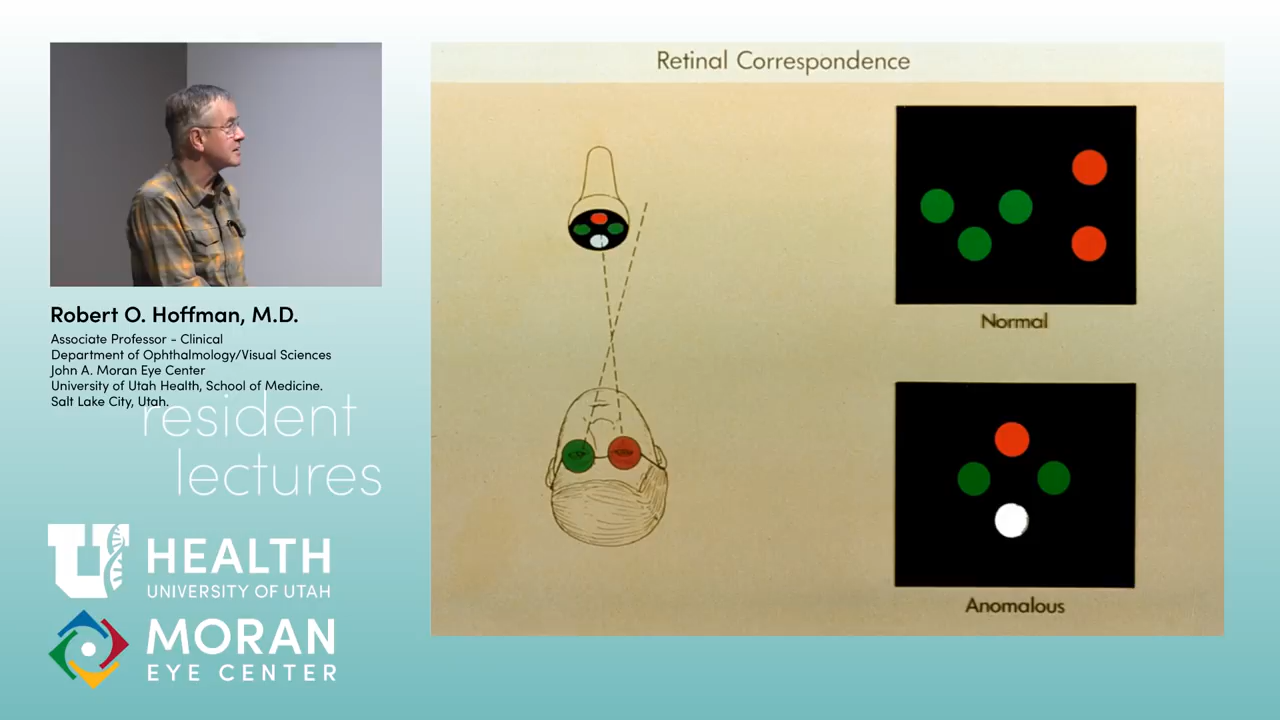 Retinal Correspondence
Robert O. Hoffman, M.D.
Associate Professor - Clinical
Department of Ophthalmology/Visual Sciences
John A. Moran Eye Center
University of Utah Health, School of Medicine.
Salt Lake City, Utah.
resident
lectures
U HEALTH
UNIVERSITY OF UTAH
MORAN
EYE CENTER
Normal
Anomalous